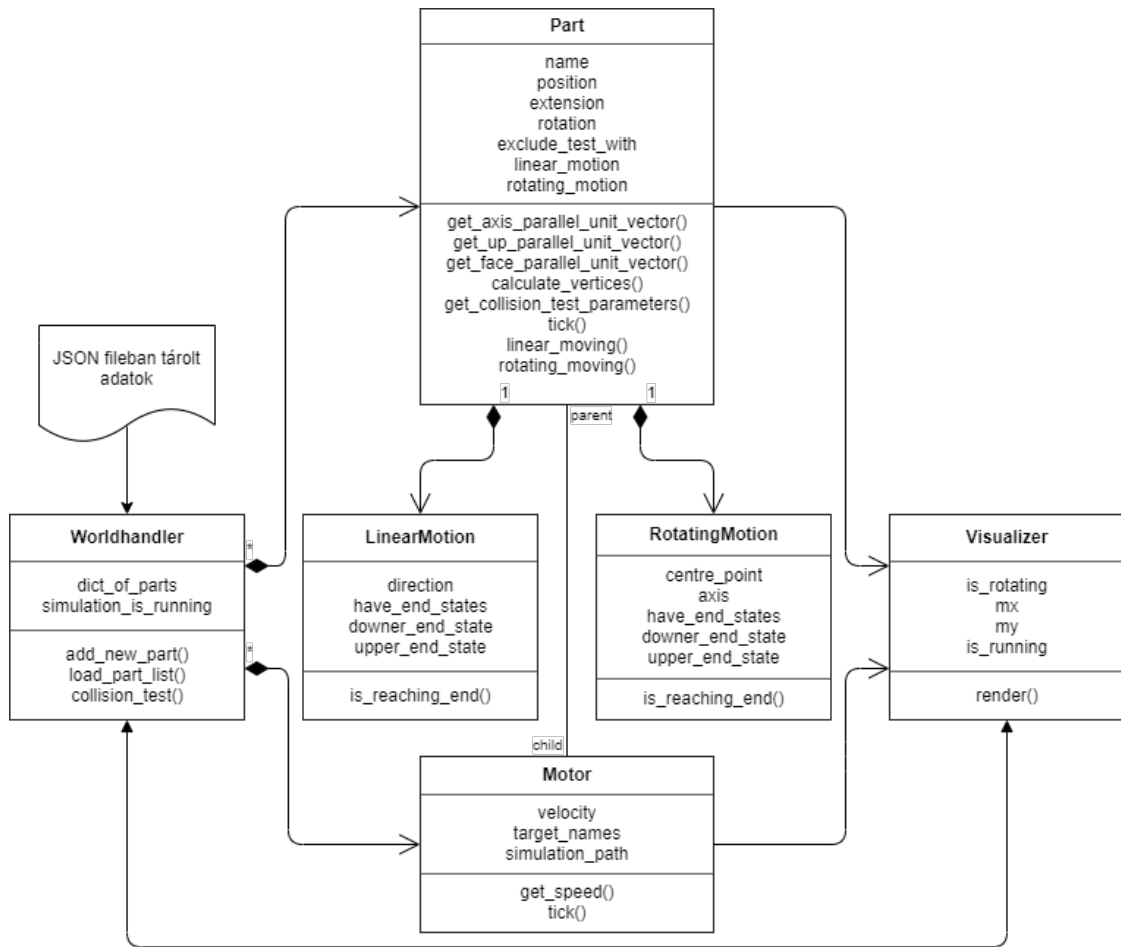 Part
name
position
extension
rotation
exclude_test_with
linear_motion
rotating_motion
get_axis_parallel_unit_vector()
get_up_parallel_unit_vector()
get_face_parallel_unit_vector()
calculate_vertices()
get_collision_test_parameters()
tick()
linear_moving()
rotating_moving()
1
1
parent
JSON fileban tárolt
adatok
Worldhandler
dict_of_parts
simulation_is_running
add_new_part()
load_part_list()
collision_test()
*
*
LinearMotion
direction
have_end_states
downer_end_state
upper_end_state
is_reaching_end()
RotatingMotion
centre_point
axis
have_end_states
downer_end_state
upper_end_state
is_reaching_end()
Visualizer
is_rotating
mx
my
is_running
render()
child
Motor
velocity
target_names
simulation_path
get_speed()
tick()